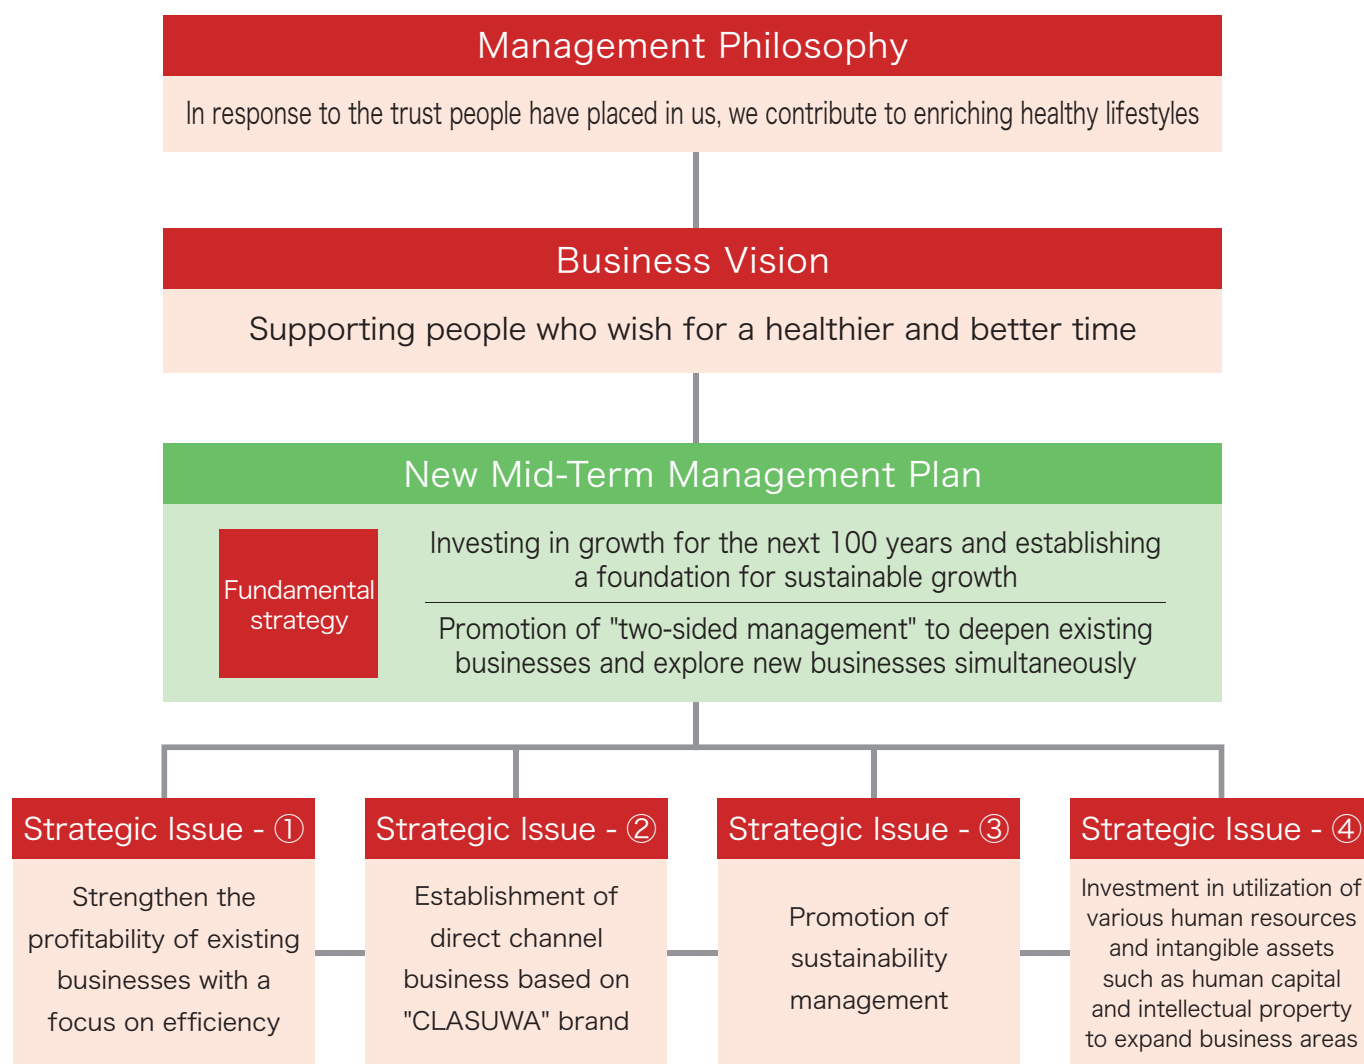 Management Philosophy
In response to the trust people have placed in us, we contribute to enriching healthy lifestyles
Business Vision
Supporting people who wish for a healthier and better time
New Mid-Term Management Plan
Fundamental
strategy
Investing in growth for the next 100 years and establishing
a foundation for sustainable growth
Promotion of "two-sided management" to deepen existing
businesses and explore new businesses simultaneously
Strategic Issue - ①
Strengthen the
profitability of existing
businesses with a
focus on efficiency
Strategic Issue - ②
Establishment of
direct channel
business based on
"CLASUWA" brand
Strategic Issue - ③
Promotion of
sustainability
management
Strategic Issue - ④
Investment in utilization of
various human resources
and intangible assets
such as human capital
and intellectual property
to expand business areas